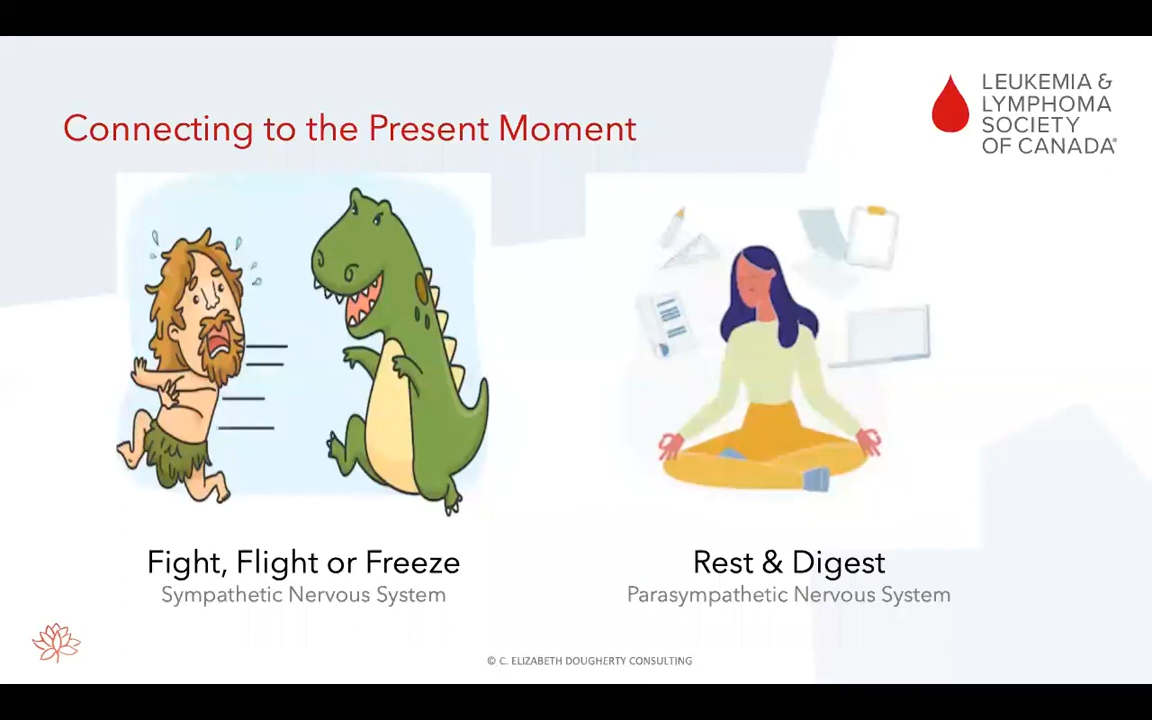 Connecting to the Present Moment
LEUKEMIA &
LYMPHOMA
SOCIETY
OF CANADA®
Fight, Flight or Freeze
Sympathetic Nervous System
Rest & Digest
Parasympathetic Nervous System
© C. ELIZABETH DOUGHERTY CONSULTING